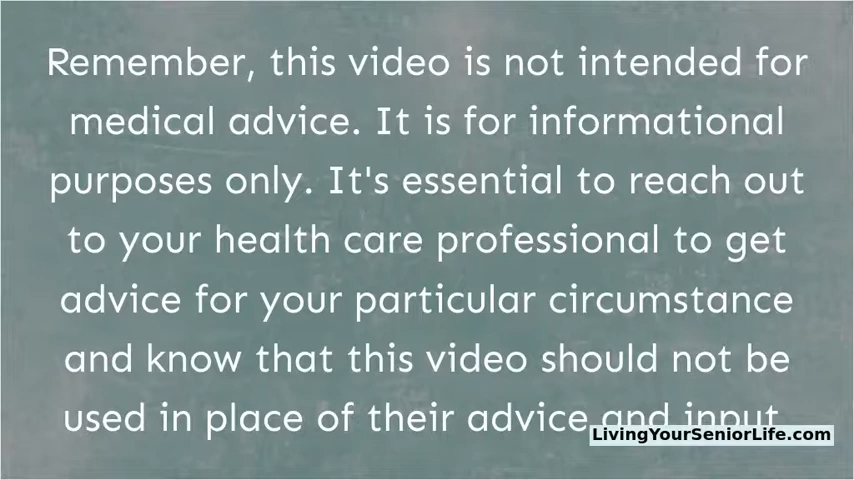 Remember, this video is not intended for
medical advice. It is for informational
purposes only. It's essential to reach out
to your health care professional to get
advice for your particular circumstance
and know that this video should not be
used in place of their advice and input.
LivingYourSeniorLife.com